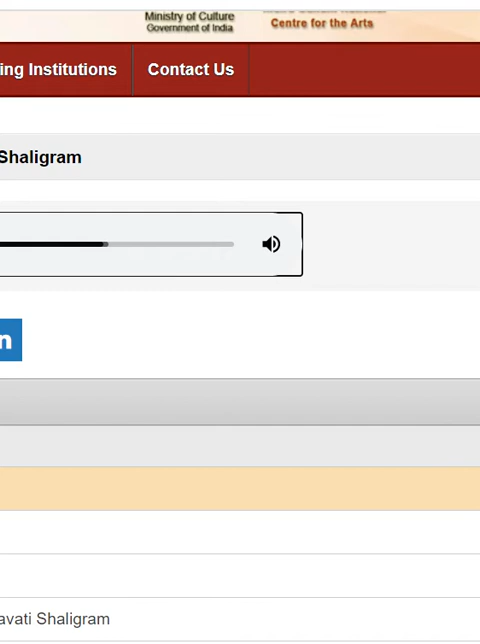 Ministry of Culture
Government of India
Centre for the Arts
ing Institutions
Contact Us
Shaligram
n
avati Shaligram